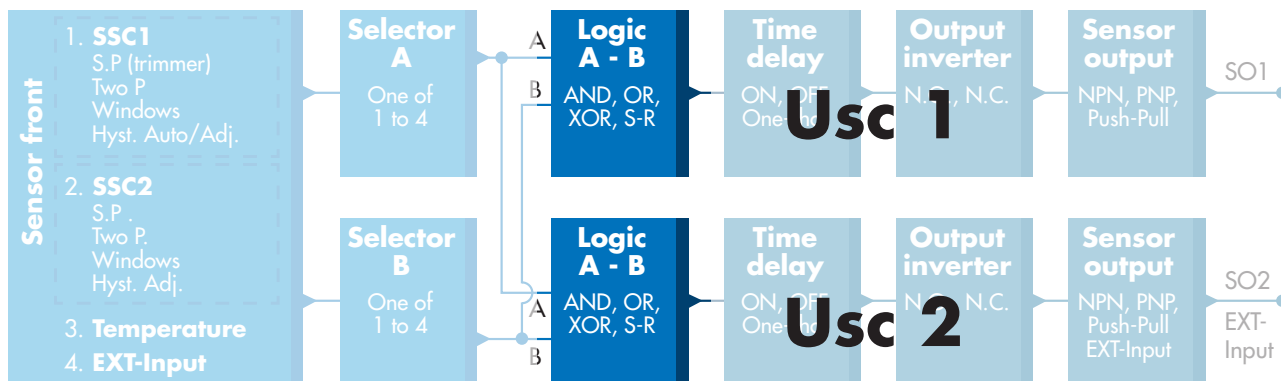 Sensor front
1. SSC1
S.P (trimmer)
Two P
Windows
Hyst. Auto/Adj.
2. SSC2
S.P .
Two P.
Windows
Hyst. Adj.
3. Temperature
4. EXT-Input
Selector
A
One of
1 to 4
A
B
Logic
A - B
AND, OR,
XOR, S-R
Time
delay
ON, OFF
Output
inverter
N.O., N.C.
Usc 1
Sensor
output
NPN, PNP,
Push-Pull
SO1
Selector
B
One of
1 to 4
A
B
Logic
A - B
AND, OR,
XOR, S-R
Time
delay
ON, OFF
Output
inverter
N.O., N.C.
Usc 2
Sensor
output
NPN, PNP,
Push-Pull
EXT-Input
SO2
EXT-
Input